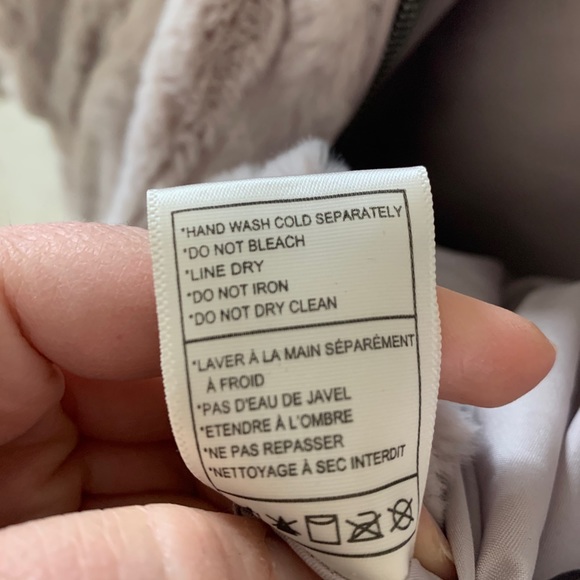 *HAND WASH COLD SEPARATELY
*DO NOT BLEACH
*LINE DRY
*DO NOT IRON
*DO NOT DRY CLEAN
*LAVER À LA MAIN SÉPARÉMENT
À FROID
*PAS D'EAU DE JAVEL
*ETENDRE À L'OMBRE
*NE PAS REPASSER
*NETTOYAGE À SEC INTERDIT